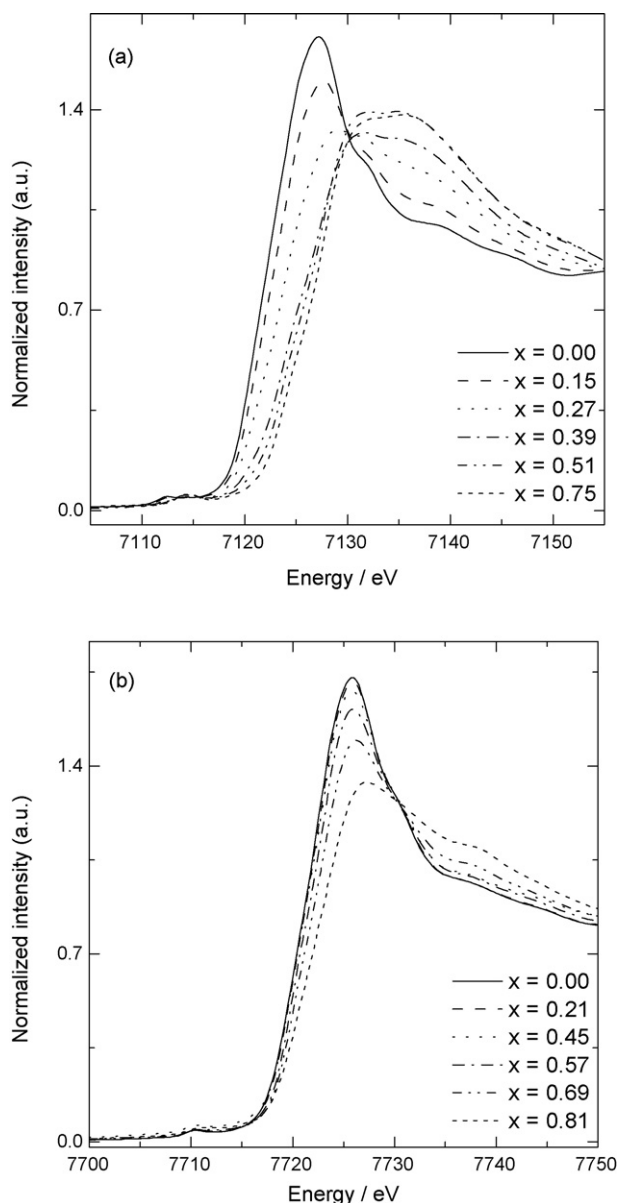 (a)
Normalized intensity (a.u.)
1.4
0.7
0.0
x = 0.00
x = 0.15
x = 0.27
x = 0.39
x = 0.51
x = 0.75
7110
7120
7130
7140
7150
Energy / eV
(b)
Normalized intensity (a.u.)
1.4
0.7
0.0
x = 0.00
x = 0.21
x = 0.45
x = 0.57
x = 0.69
x = 0.81
7700
7710
7720
7730
7740
7750
Energy / eV